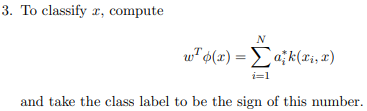 3. To classify x, compute
w^T ϕ(x) = ∑_{i=1}^{N} a_i^* k(x_i, x)
and take the class label to be the sign of this number.